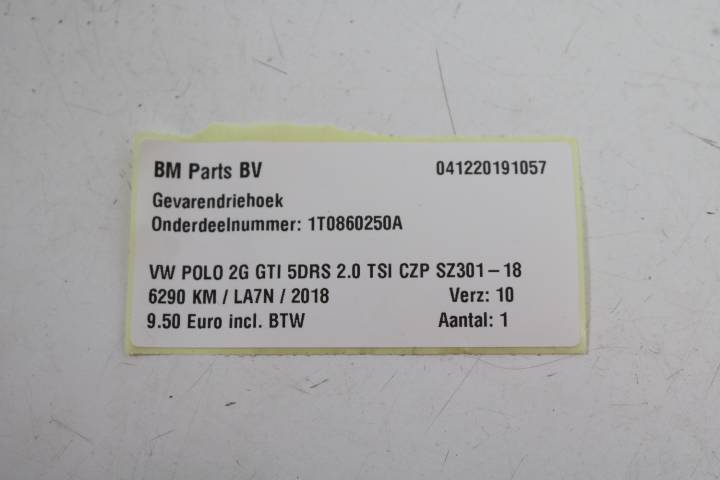 BM Parts BV 041220191057
Gevarendriehoek
Onderdeelnummer: 1T0860250A
VW POLO 2G GTI 5DRS 2.0 TSI CZP SZ301-18
6290 KM / LA7N / 2018 Verz: 10
9.50 Euro incl. BTW Aantal: 1